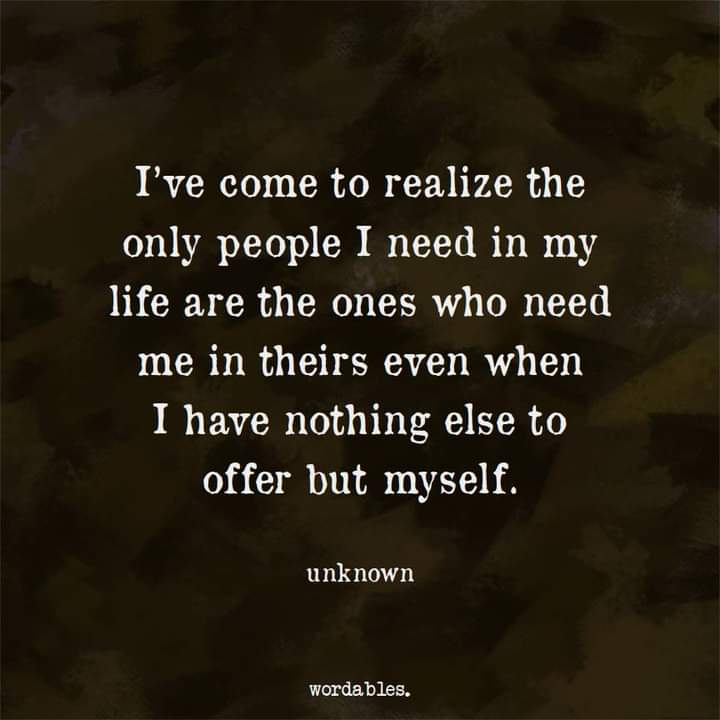 I've come to realize the
only people I need in my
life are the ones who need
me in theirs even when
I have nothing else to
offer but myself.
unknown
wordables.